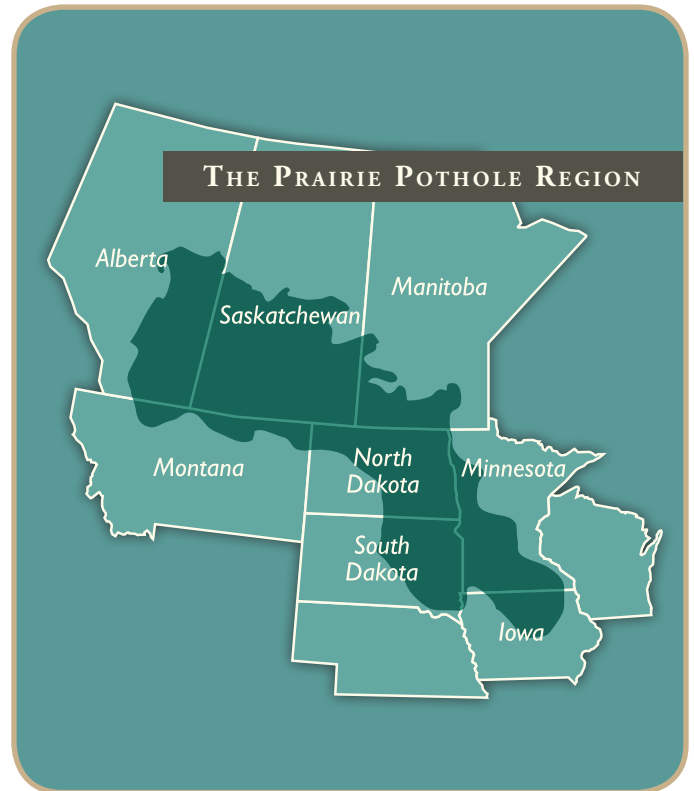 The Prairie Pothole Region
Alberta
Manitoba
Saskatchewan
Montana
North
Dakota
Minnesota
South
Dakota
Iowa